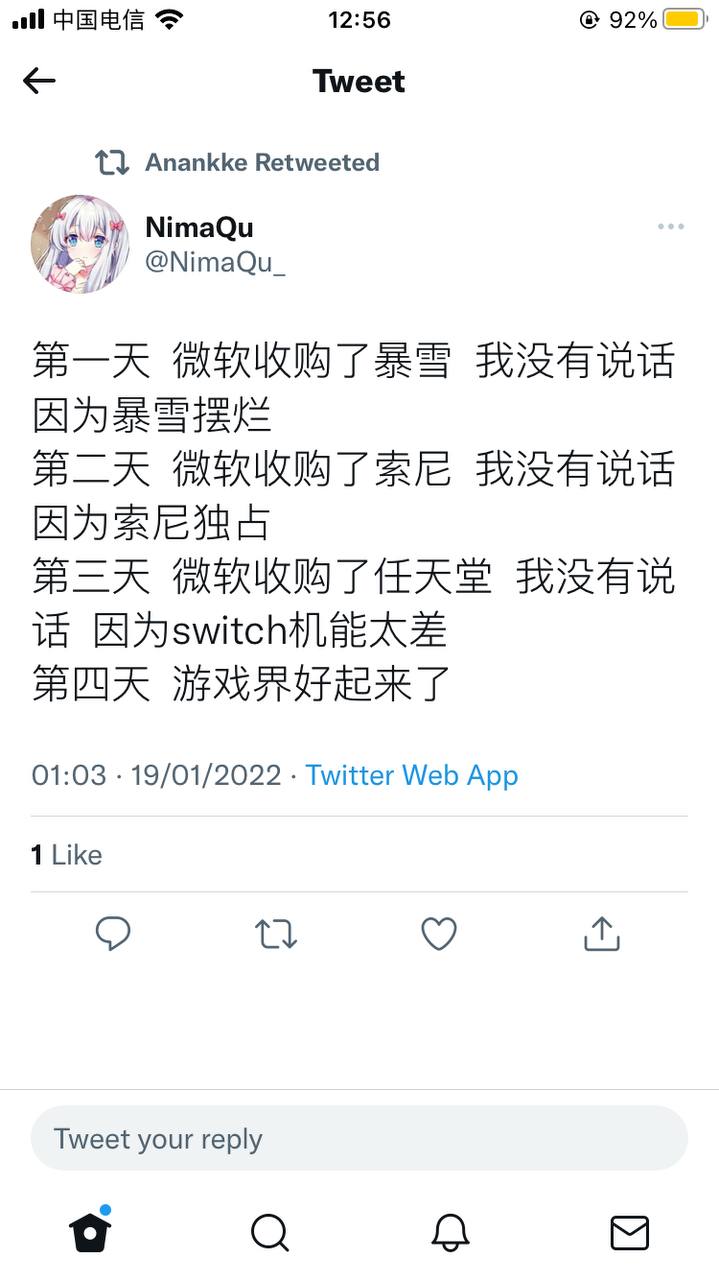 中国电信 12:56 92%
Tweet
Anankke Retweeted
NimaQu
@NimaQu_
第一天 微软收购了暴雪 我没有说话
因为暴雪摆烂
第二天 微软收购了索尼 我没有说话
因为索尼独占
第三天 微软收购了任天堂 我没有说
话 因为switch机能太差
第四天 游戏界好起来了
01:03 · 19/01/2022 · Twitter Web App
1 Like
Tweet your reply